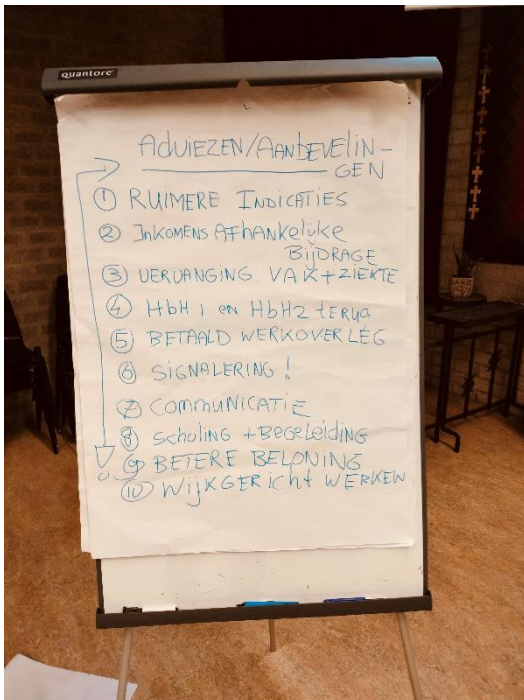 quantore
ADVIEZEN/AANBEVELIN-
GEN
① RUIMERE INDICATIES
② INKOMENS AFHANKELIJKE
BIJDRAGE
③ VERVANGING VAK + ZIEKTE
④ HbH1 en HbH2 terug
⑤ BETAALD WERKOVERLEG
⑥ SIGNALERING!
⑦ COMMUNICATIE
⑧ Scholing + BEGELEIDING
⑨ BETERE BELONING
⑩ WIJKGERICHT WERKEN